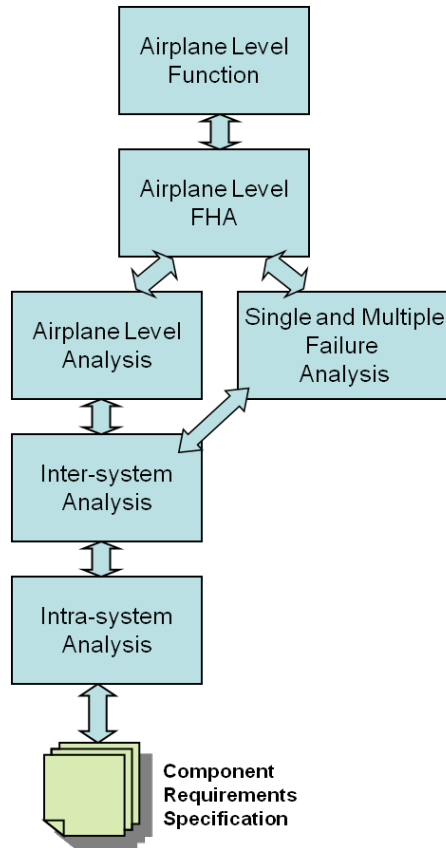 Airplane Level
Function
Airplane Level
FHA
Airplane Level
Analysis
Single and Multiple
Failure
Analysis
Inter-system
Analysis
Intra-system
Analysis
Component
Requirements
Specification